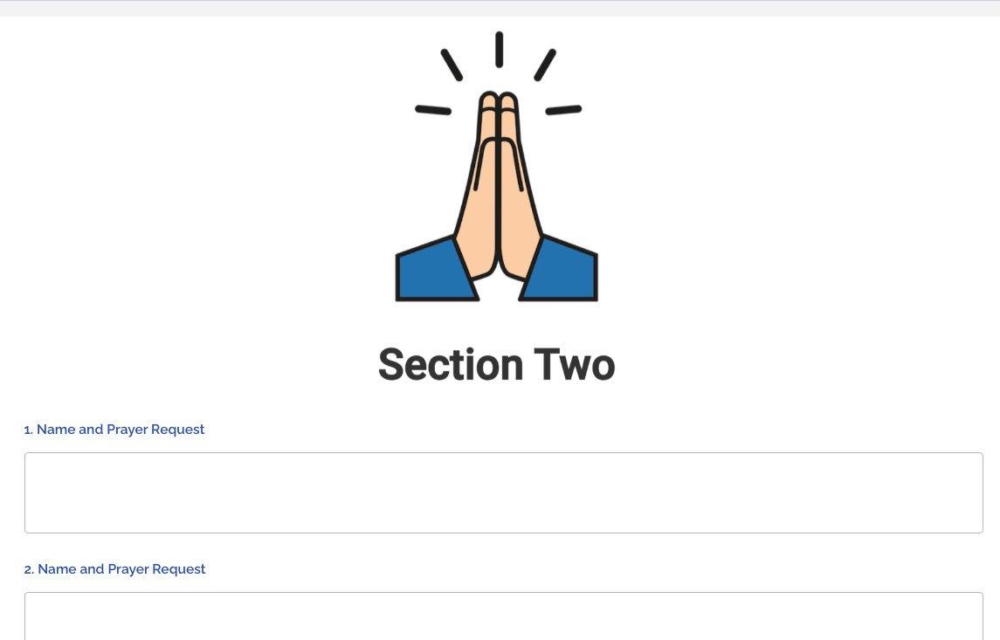 Section Two
1. Name and Prayer Request
2. Name and Prayer Request